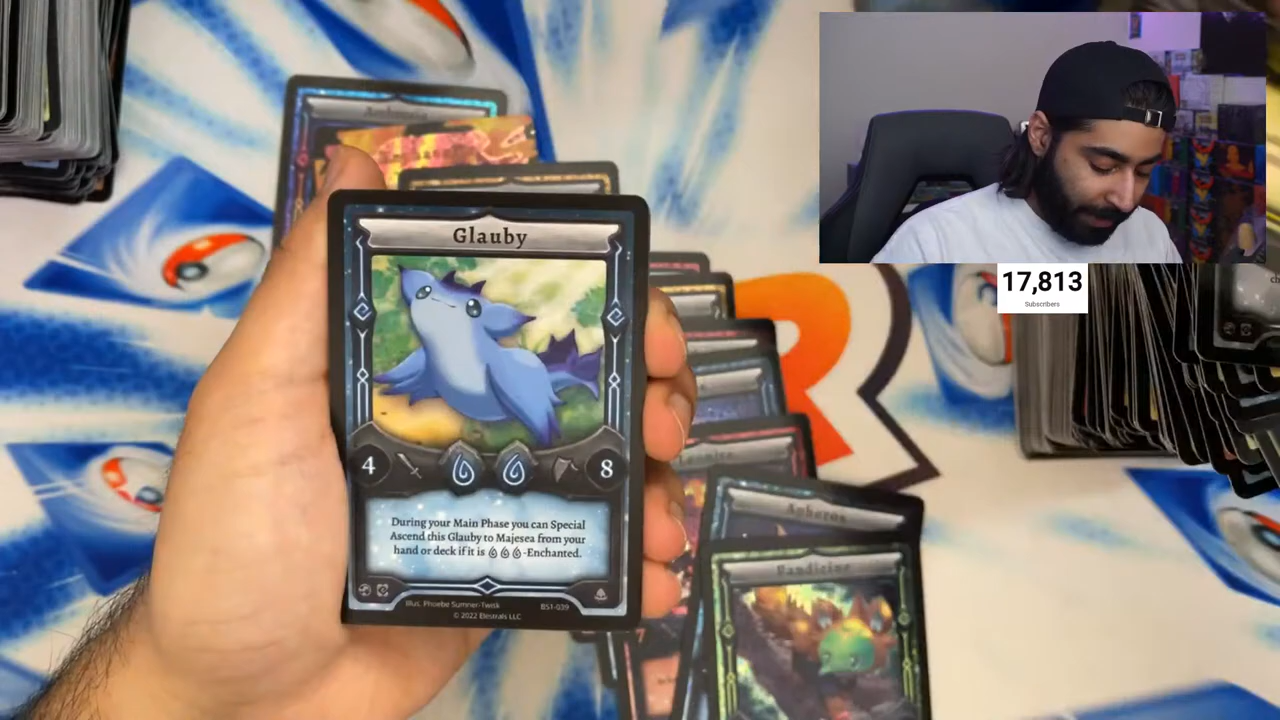 Glauby
17,813
Subscribers
4
8
During your Main Phase you can Special
Ascend this Glauby to Majesea from your
hand or deck if it is -Enchanted.
Illus. Phoebe Sumner-Twisk
BS1-039
© 2022 Elestrals LLC
Apheros